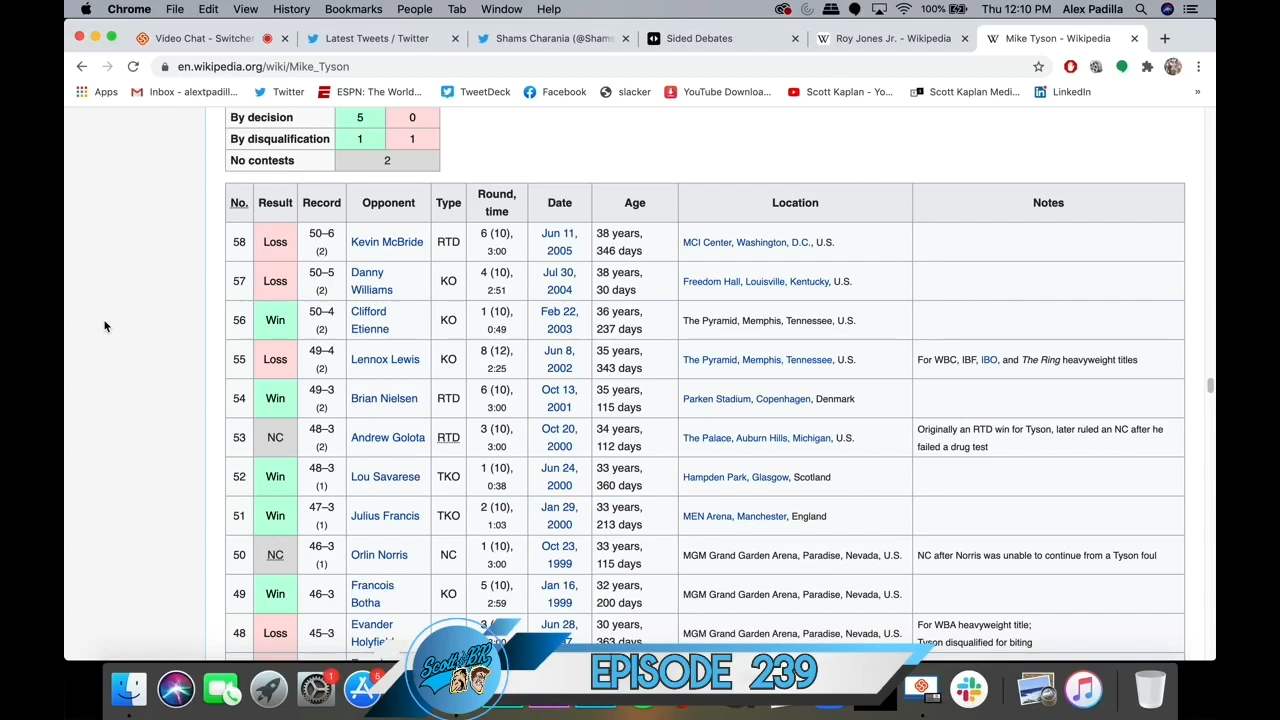 Chrome File Edit View History Bookmarks People Tab Window Help 100% Thu 12:10 PM Alex Padilla
Video Chat - Switcher Latest Tweets / Twitter Shams Charania (@Shams Sided Debates Roy Jones Jr. - Wikipedia Mike Tyson - Wikipedia
en.wikipedia.org/wiki/Mike_Tyson
Apps Inbox - alextpadill... Twitter ESPN: The World... TweetDeck Facebook slacker YouTube Downloa... Scott Kaplan - Yo... Scott Kaplan Medi... LinkedIn »
By decision 5 0
By disqualification 1 1
No contests 2
No. Result Record Opponent Type Round, time Date Age Location Notes
58 Loss 50–6 (2) Kevin McBride RTD 6 (10), 3:00 Jun 11, 2005 38 years, 346 days MCI Center, Washington, D.C., U.S.
57 Loss 50–5 (2) Danny Williams KO 4 (10), 2:51 Jul 30, 2004 38 years, 30 days Freedom Hall, Louisville, Kentucky, U.S.
56 Win 50–4 (2) Clifford Etienne KO 1 (10), 0:49 Feb 22, 2003 36 years, 237 days The Pyramid, Memphis, Tennessee, U.S.
55 Loss 49–4 (2) Lennox Lewis KO 8 (12), 2:25 Jun 8, 2002 35 years, 343 days The Pyramid, Memphis, Tennessee, U.S. For WBC, IBF, IBO, and The Ring heavyweight titles
54 Win 49–3 (2) Brian Nielsen RTD 6 (10), 3:00 Oct 13, 2001 35 years, 115 days Parken Stadium, Copenhagen, Denmark
53 NC 48–3 (2) Andrew Golota RTD 3 (10), 3:00 Oct 20, 2000 34 years, 112 days The Palace, Auburn Hills, Michigan, U.S. Originally an RTD win for Tyson, later ruled an NC after he failed a drug test
52 Win 48–3 (1) Lou Savarese TKO 1 (10), 0:38 Jun 24, 2000 33 years, 360 days Hampden Park, Glasgow, Scotland
51 Win 47–3 (1) Julius Francis TKO 2 (10), 1:03 Jan 29, 2000 33 years, 213 days MEN Arena, Manchester, England
50 NC 46–3 (1) Orlin Norris NC 1 (10), 3:00 Oct 23, 1999 33 years, 115 days MGM Grand Garden Arena, Paradise, Nevada, U.S. NC after Norris was unable to continue from a Tyson foul
49 Win 46–3 Francois Botha KO 5 (10), 2:59 Jan 16, 1999 32 years, 200 days MGM Grand Garden Arena, Paradise, Nevada, U.S.
48 Loss 45–3 Evander Holyfield Jun 28, 30 years, 363 days MGM Grand Garden Arena, Paradise, Nevada, U.S. For WBA heavyweight title; Tyson disqualified for biting
Scott & BR
EPISODE 239